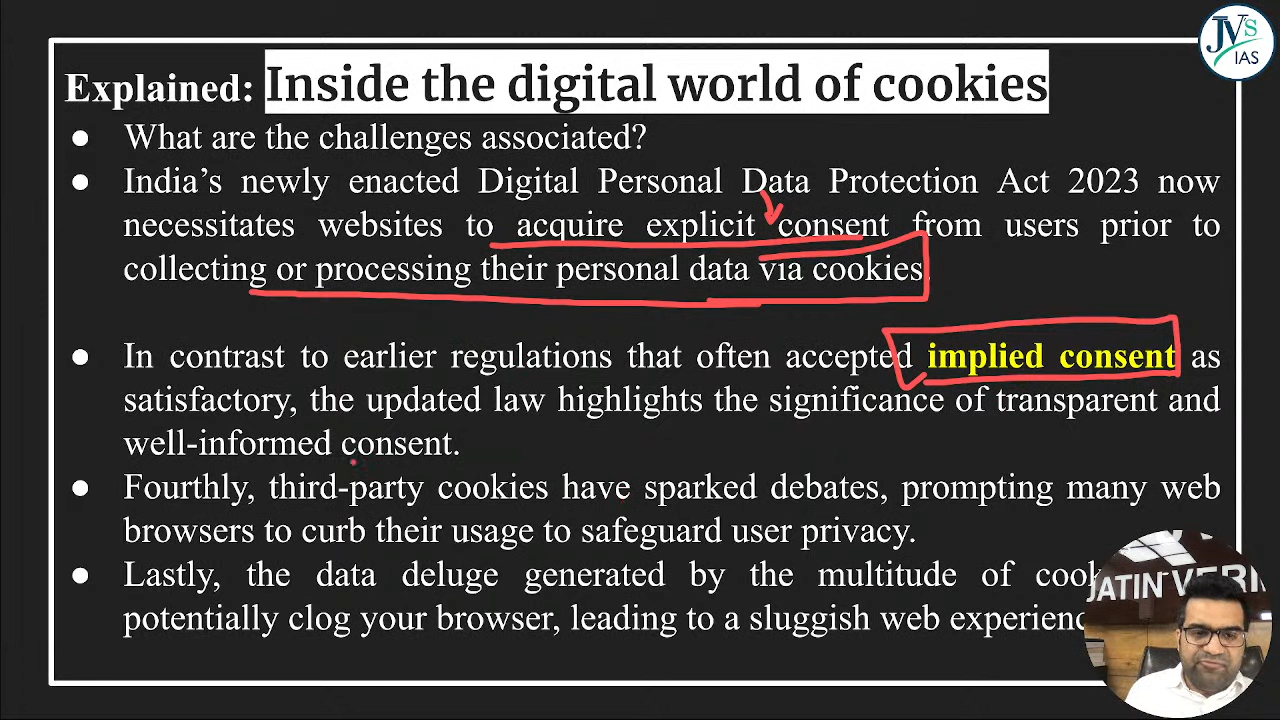 JVs
IAS
Explained: Inside the digital world of cookies
● What are the challenges associated?
● India’s newly enacted Digital Personal Data Protection Act 2023 now
necessitates websites to acquire explicit consent from users prior to
collecting or processing their personal data via cookies.
● In contrast to earlier regulations that often accepted implied consent as
satisfactory, the updated law highlights the significance of transparent and
well-informed consent.
● Fourthly, third-party cookies have sparked debates, prompting many web
browsers to curb their usage to safeguard user privacy.
● Lastly, the data deluge generated by the multitude of
potentially clog your browser, leading to a sluggish web